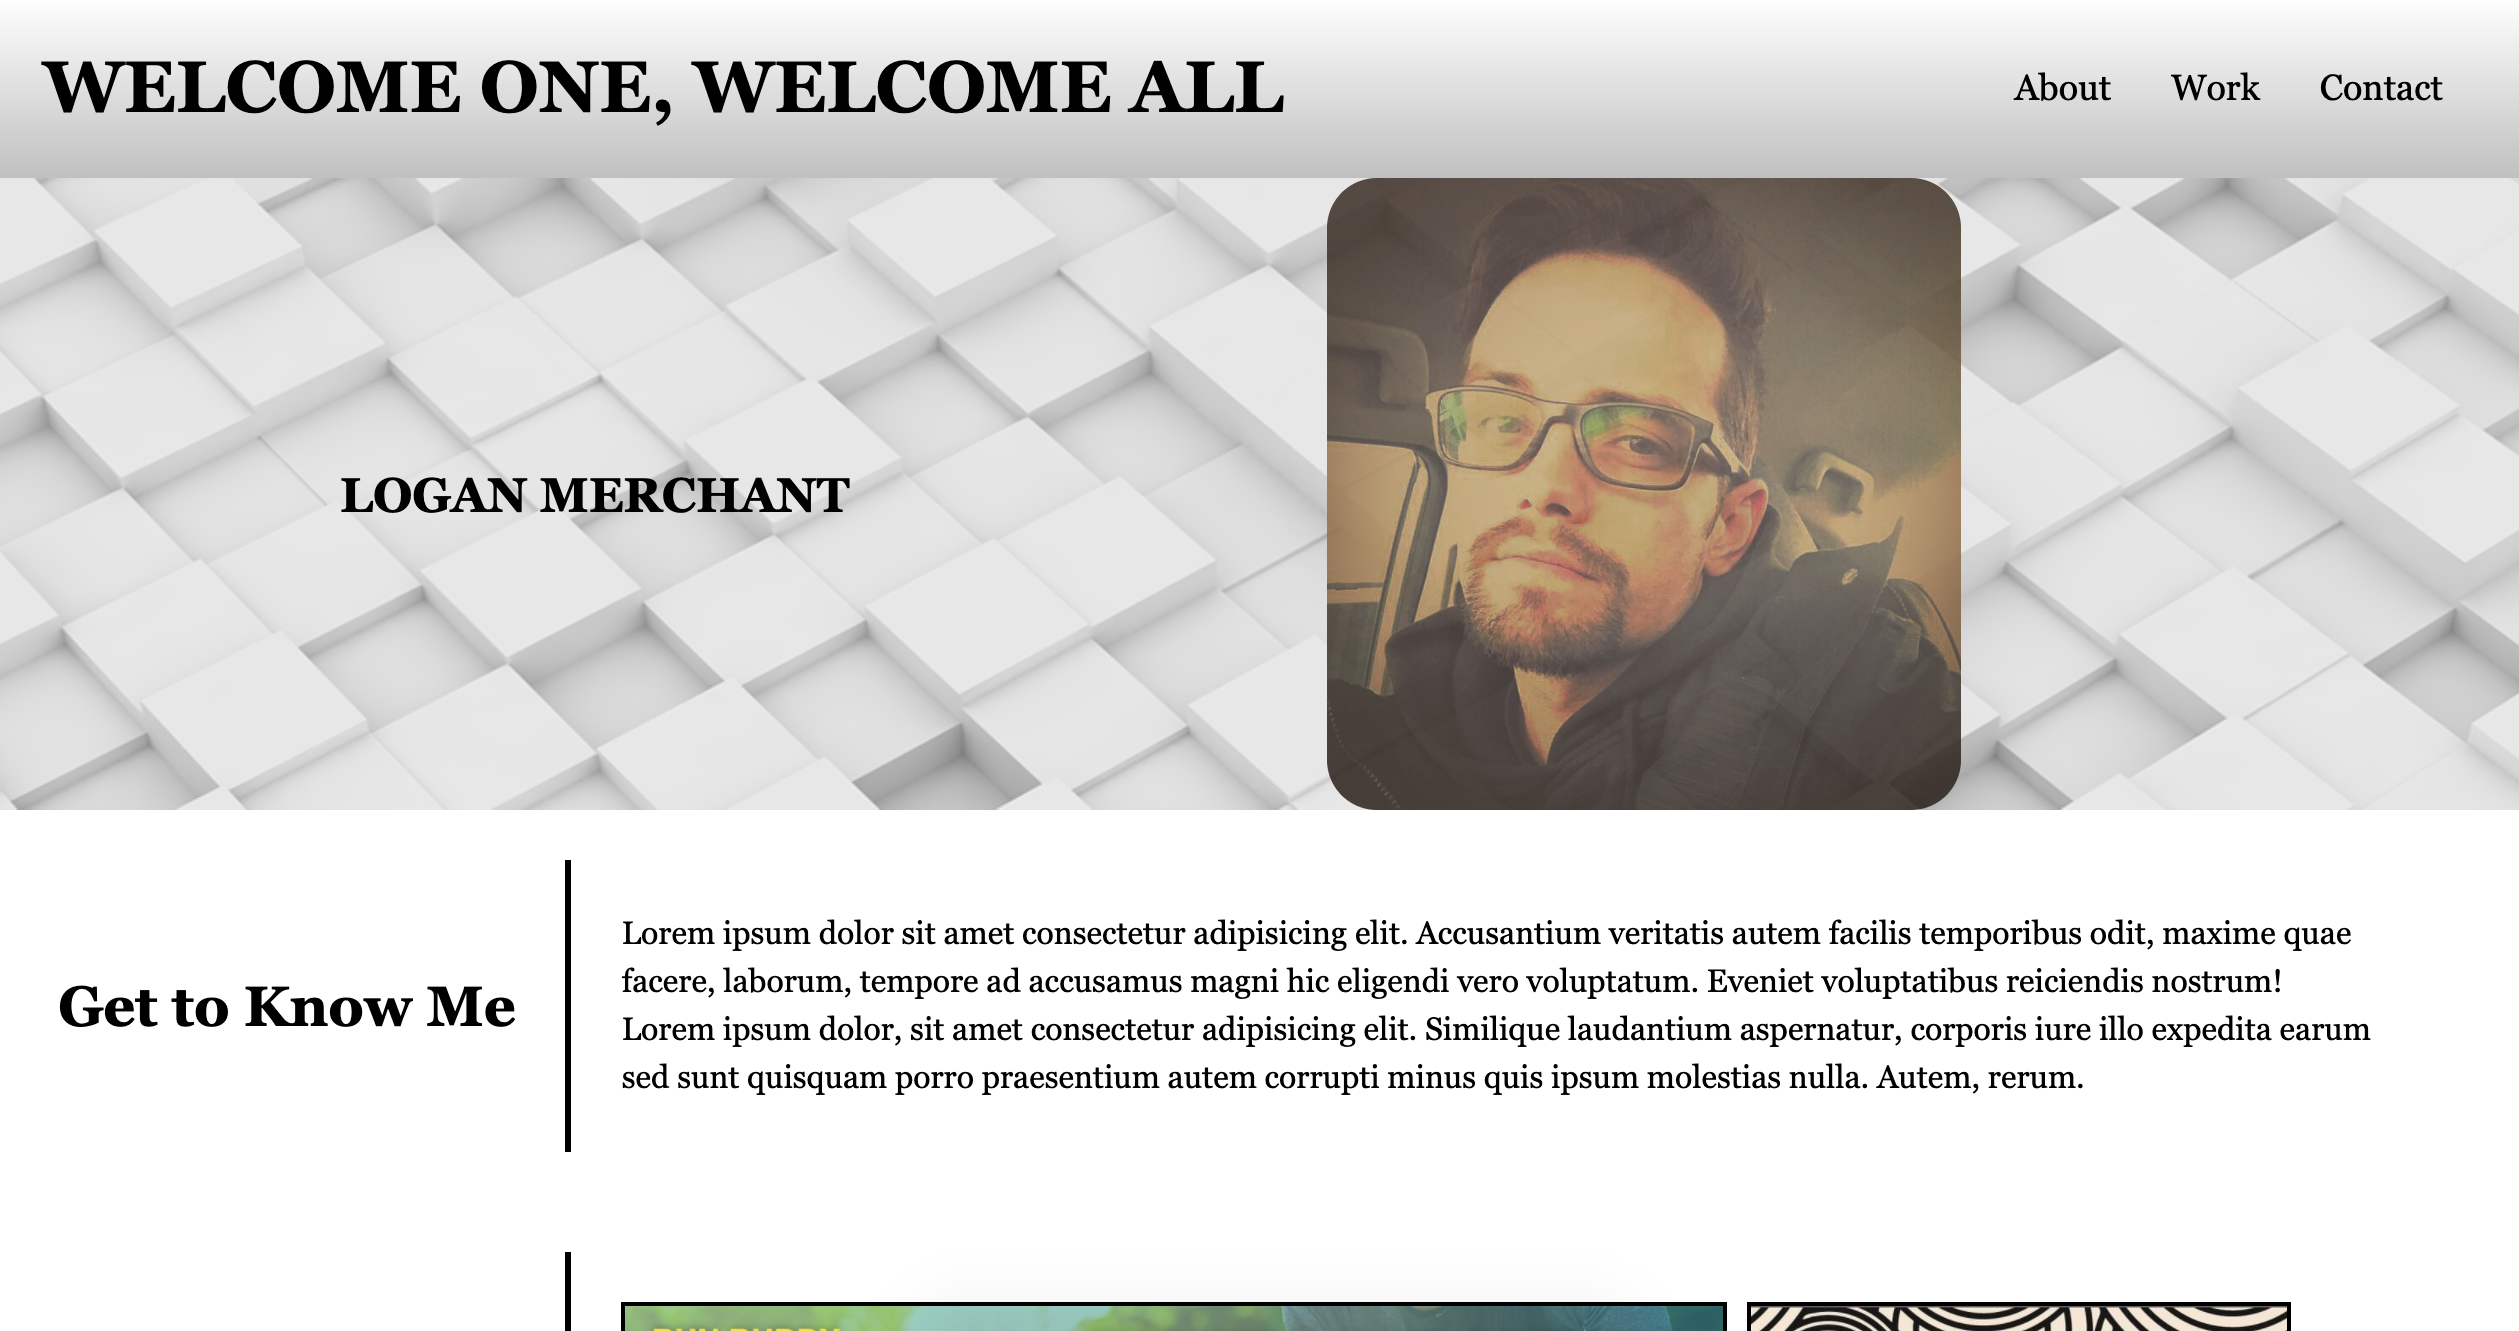 WELCOME ONE, WELCOME ALL
About Work Contact
LOGAN MERCHANT
Get to Know Me
Lorem ipsum dolor sit amet consectetur adipisicing elit. Accusantium veritatis autem facilis temporibus odit, maxime quae
facere, laborum, tempore ad accusamus magni hic eligendi vero voluptatum. Eveniet voluptatibus reiciendis nostrum!
Lorem ipsum dolor, sit amet consectetur adipisicing elit. Similique laudantium aspernatur, corporis iure illo expedita earum
sed sunt quisquam porro praesentium autem corrupti minus quis ipsum molestias nulla. Autem, rerum.